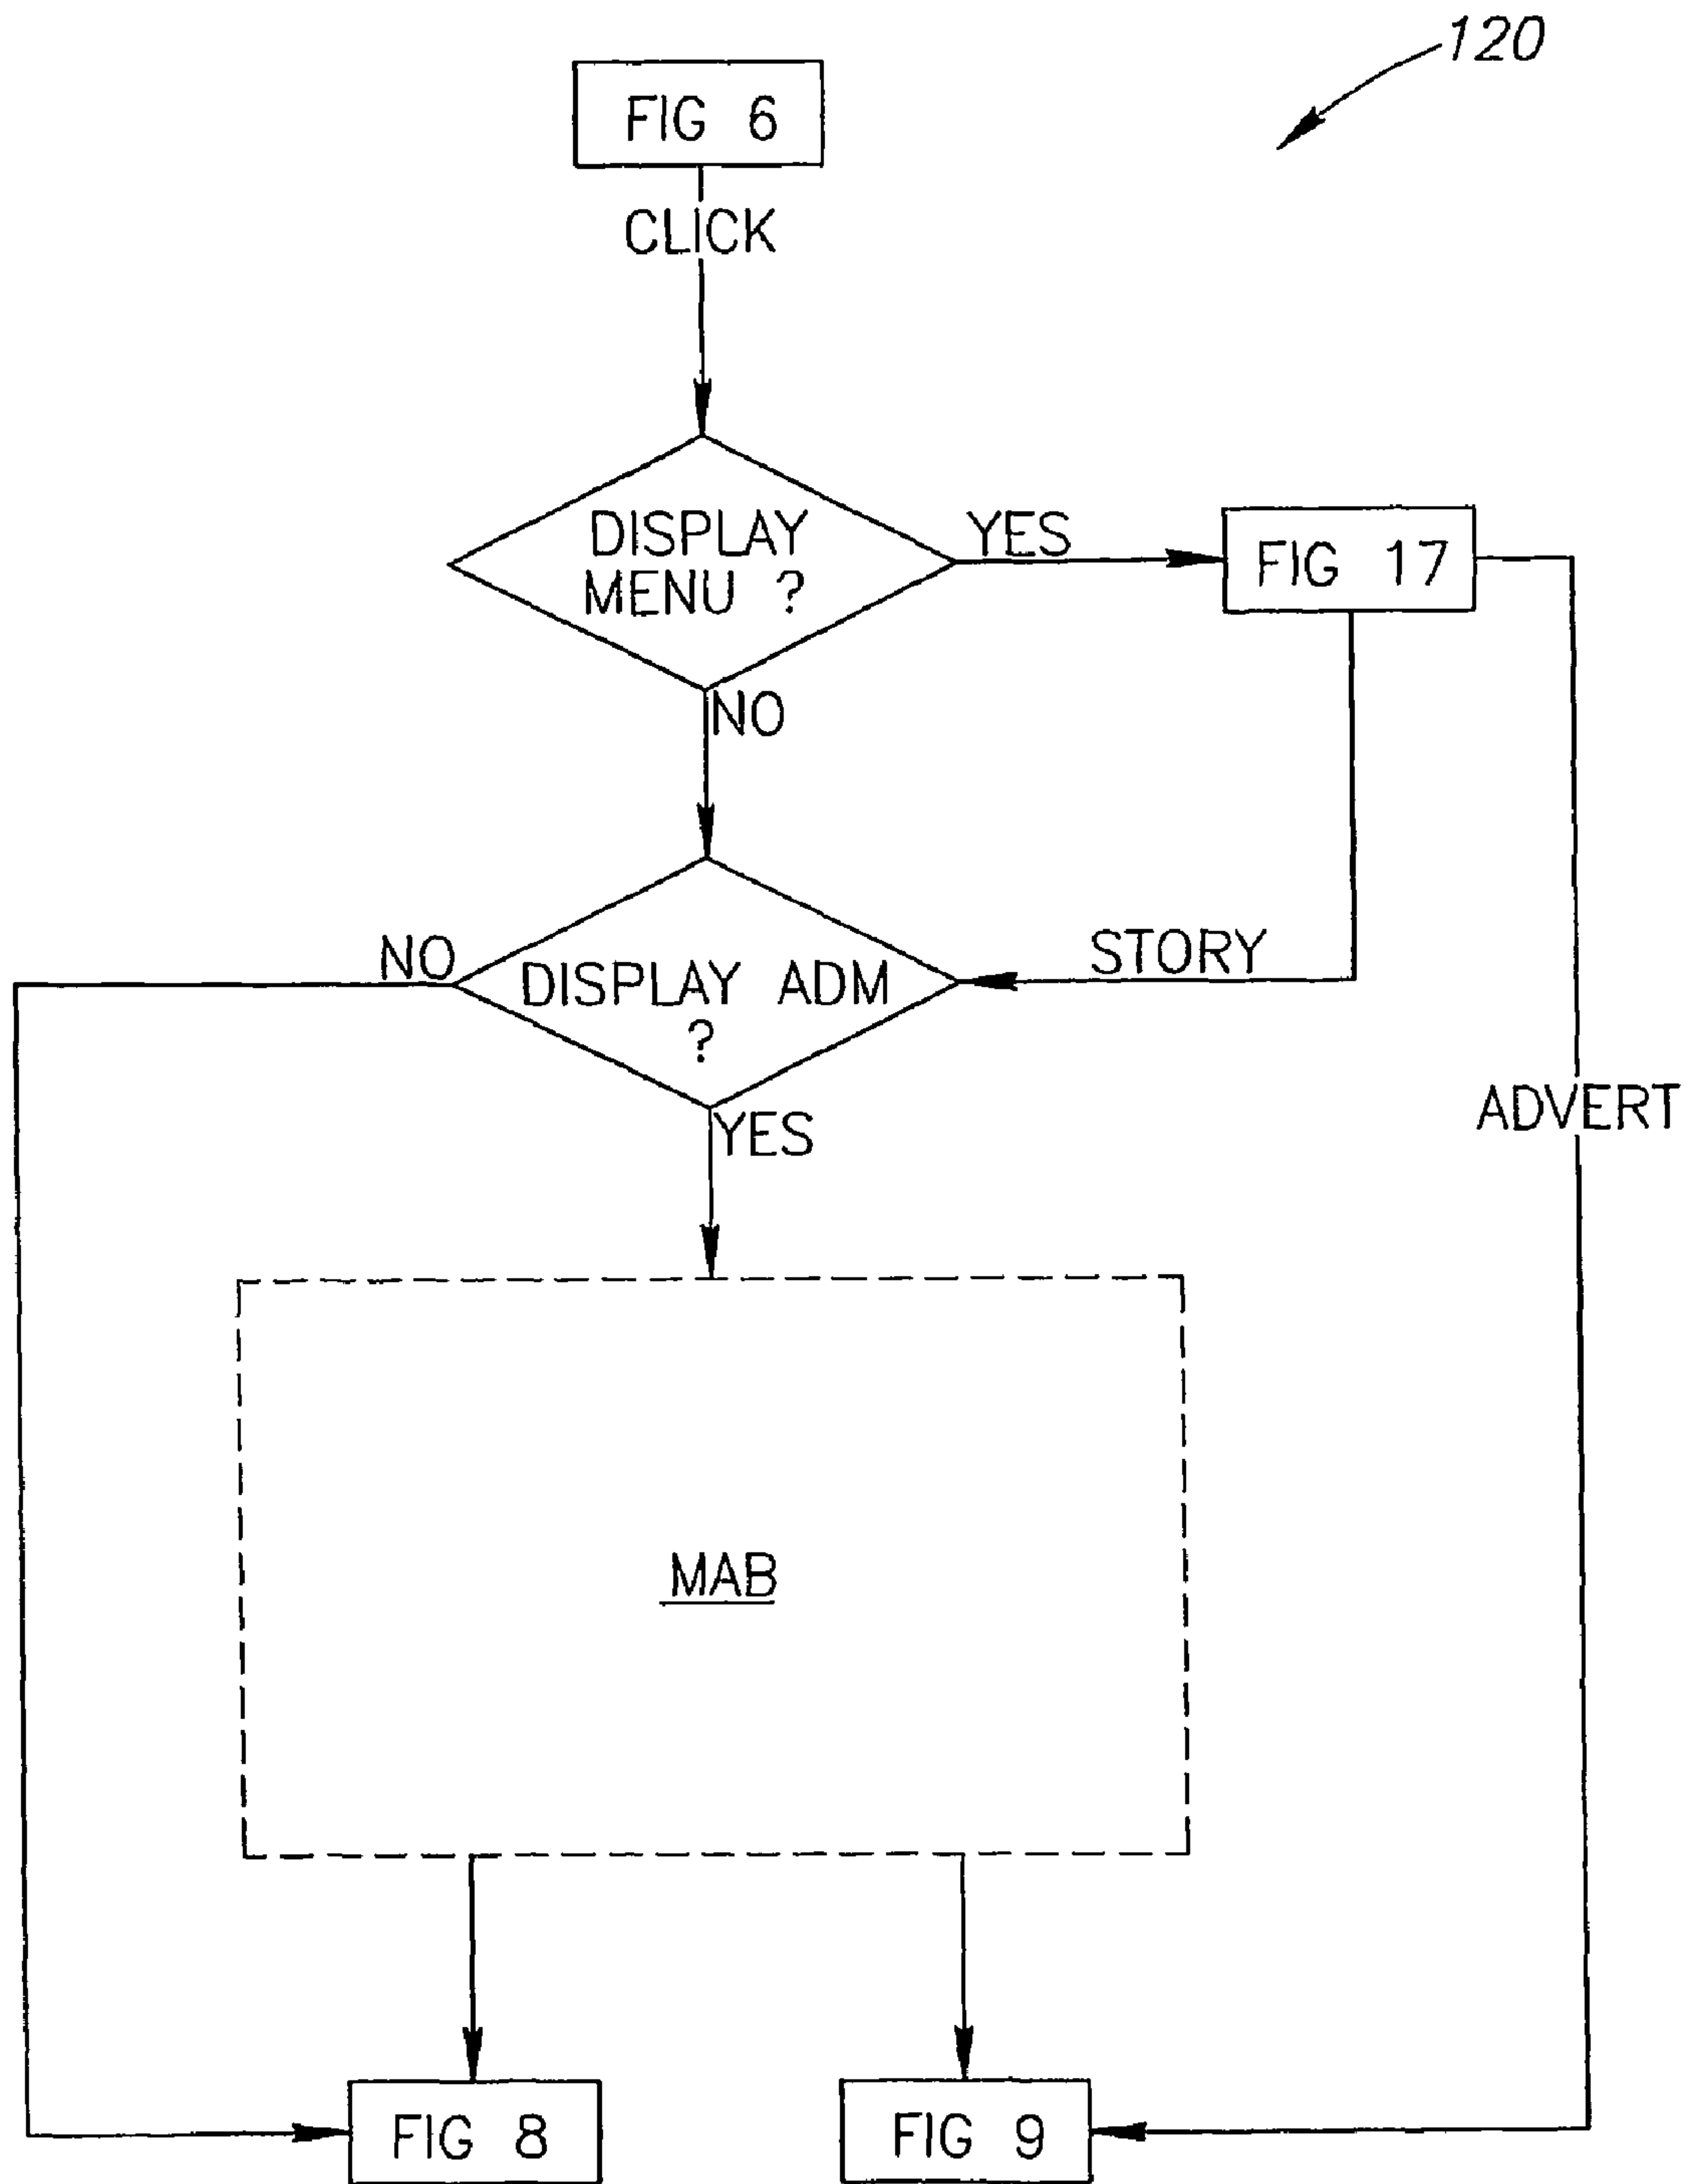 120
FIG 6
CLICK
DISPLAY
MENU ?
YES
FIG 17
NO
NO
DISPLAY ADM
?
STORY
YES
ADVERT
MAB
FIG 8
FIG 9